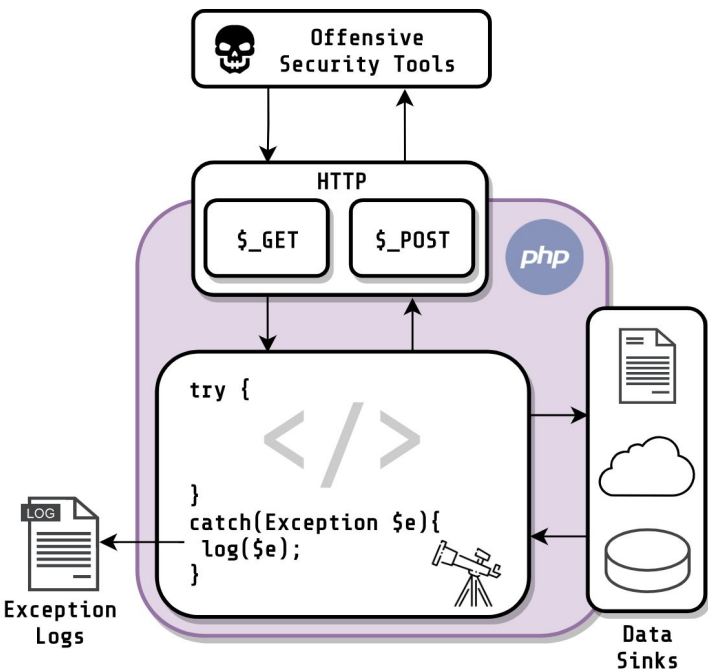 Offensive
Security Tools
HTTP
$_GET
$_POST
php
try {
</>
}
catch(Exception $e){
log($e);
}
LOG
Exception
Logs
Data
Sinks